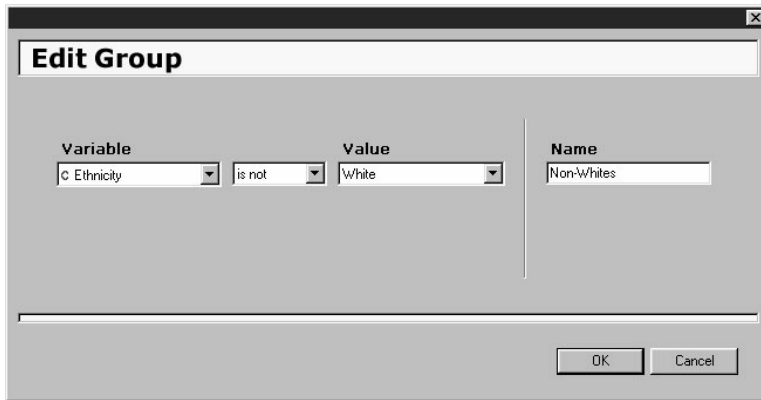 Edit Group
Variable Value Name
C Ethnicity is not White Non-Whites
OK Cancel